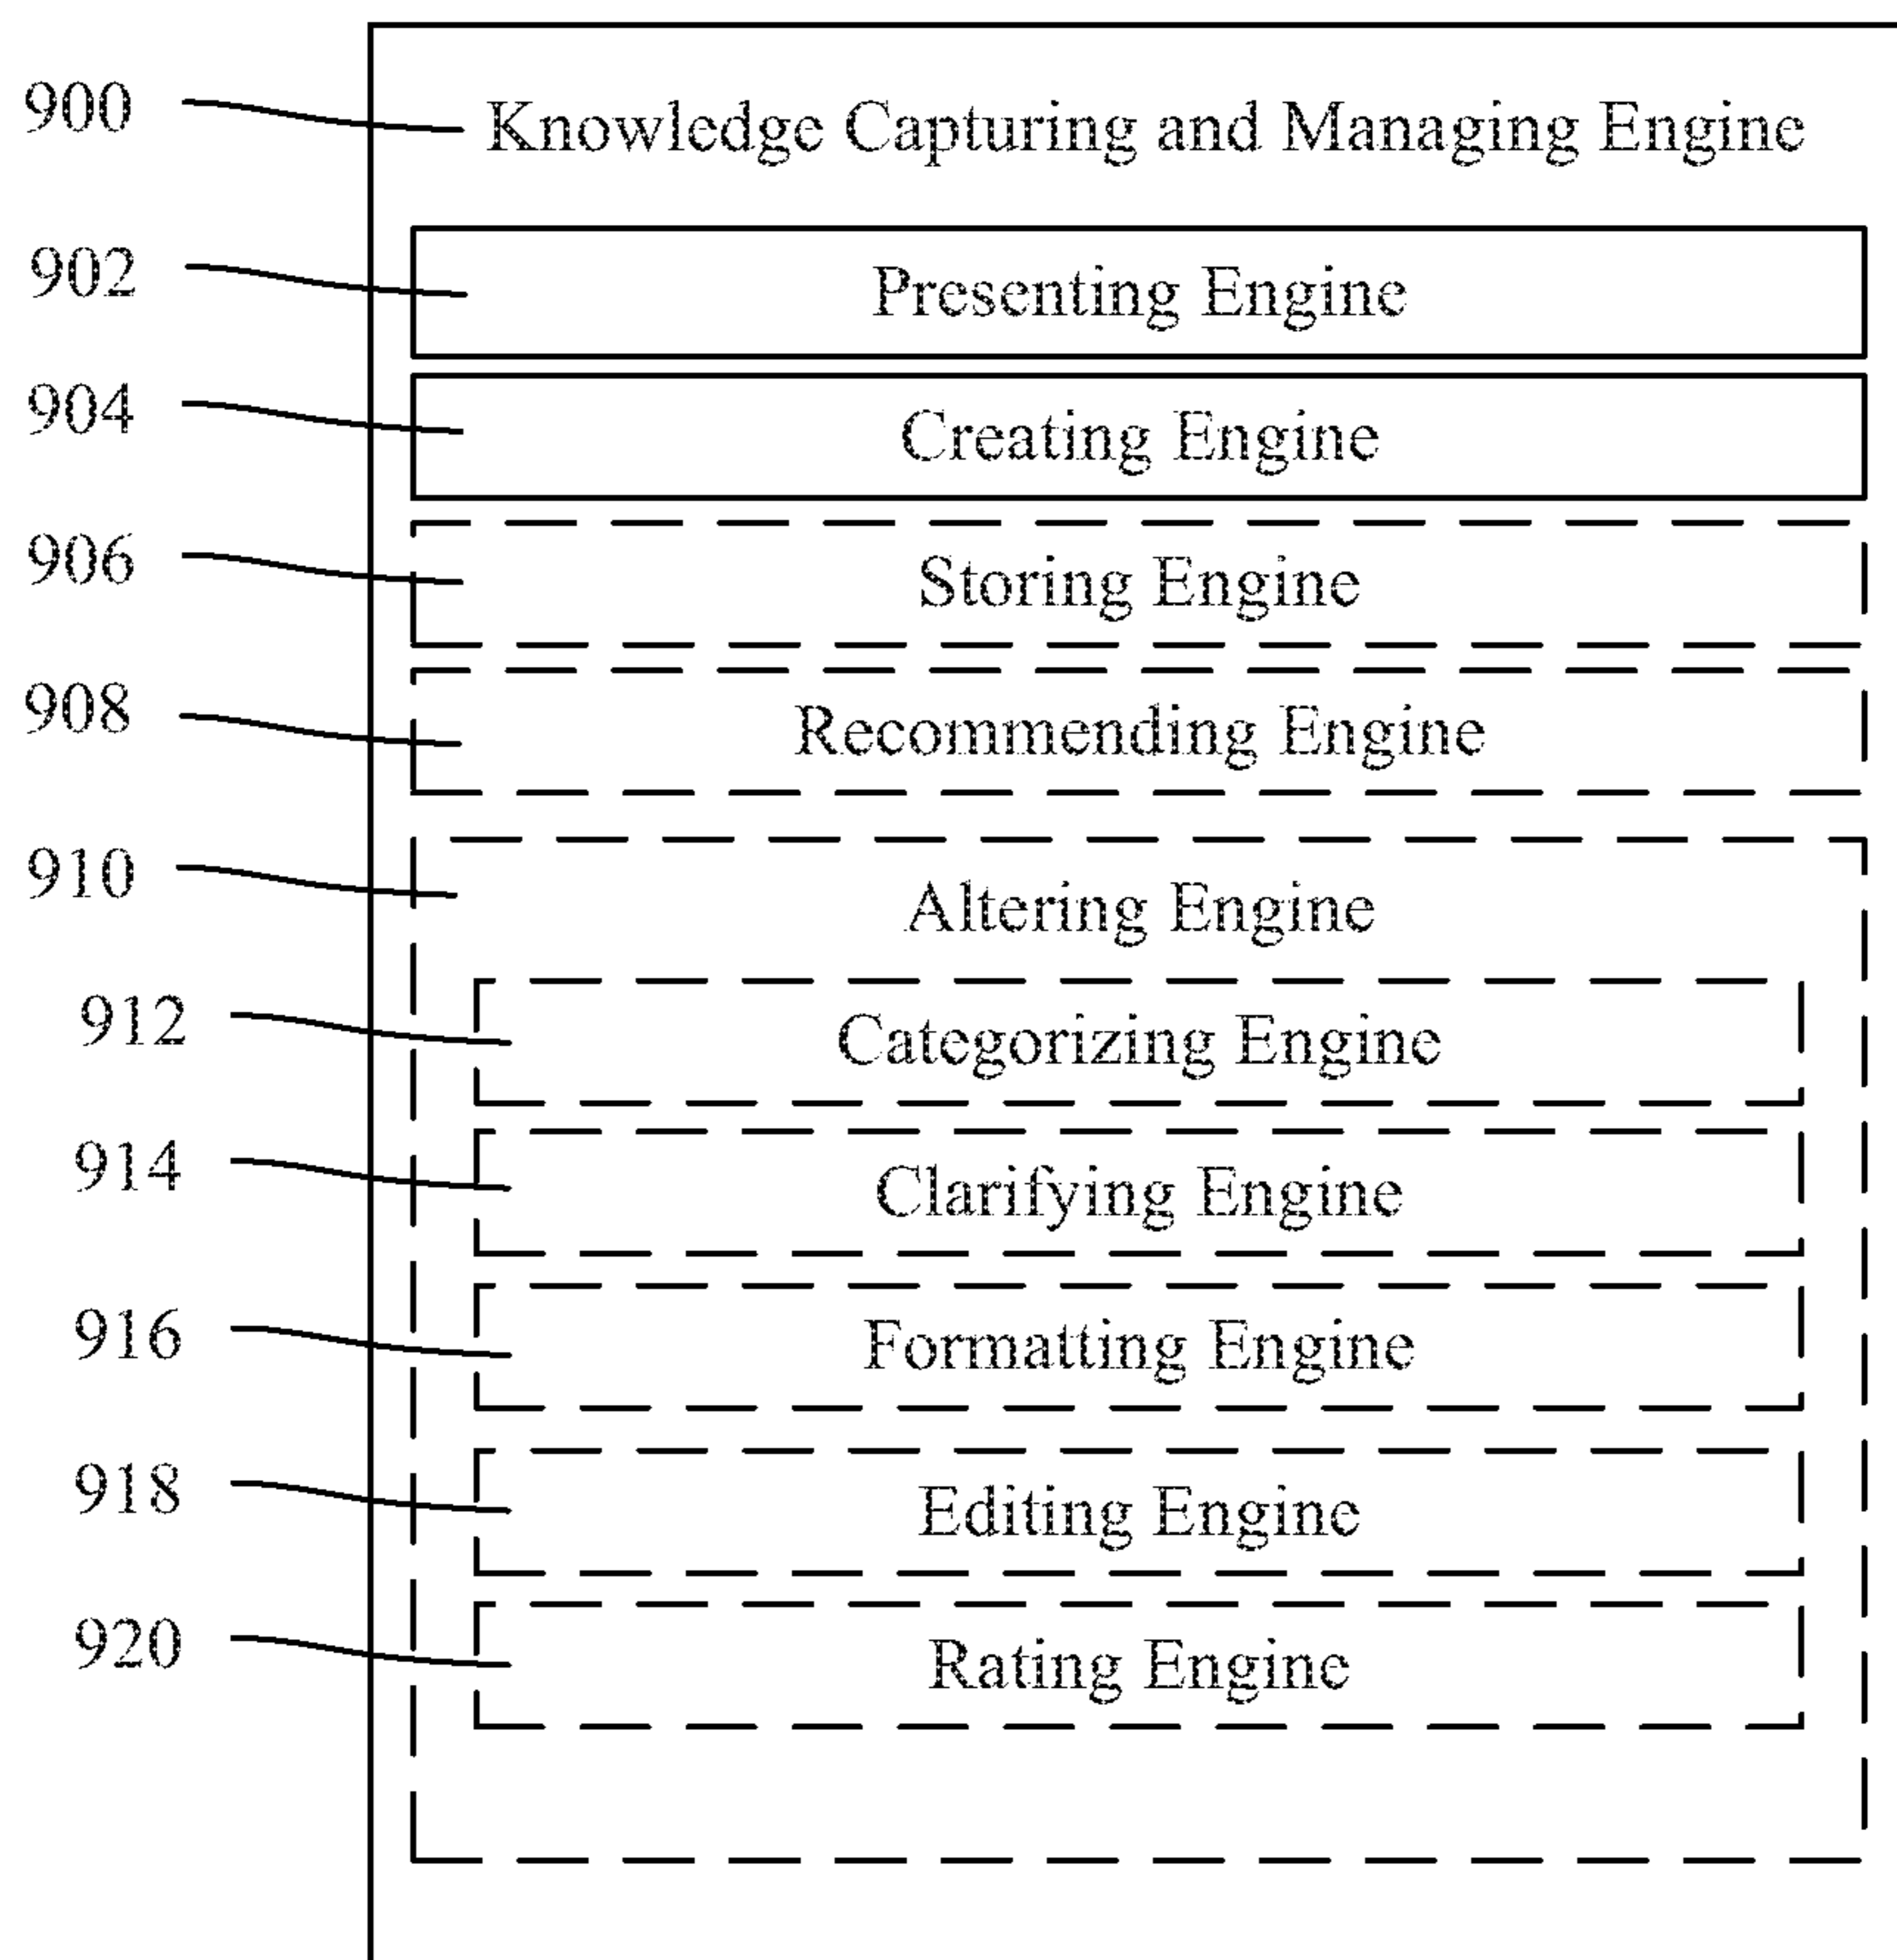 900 Knowledge Capturing and Managing Engine
902 Presenting Engine
904 Creating Engine
906 Storing Engine
908 Recommending Engine
910 Altering Engine
912 Categorizing Engine
914 Clarifying Engine
916 Formatting Engine
918 Editing Engine
920 Rating Engine